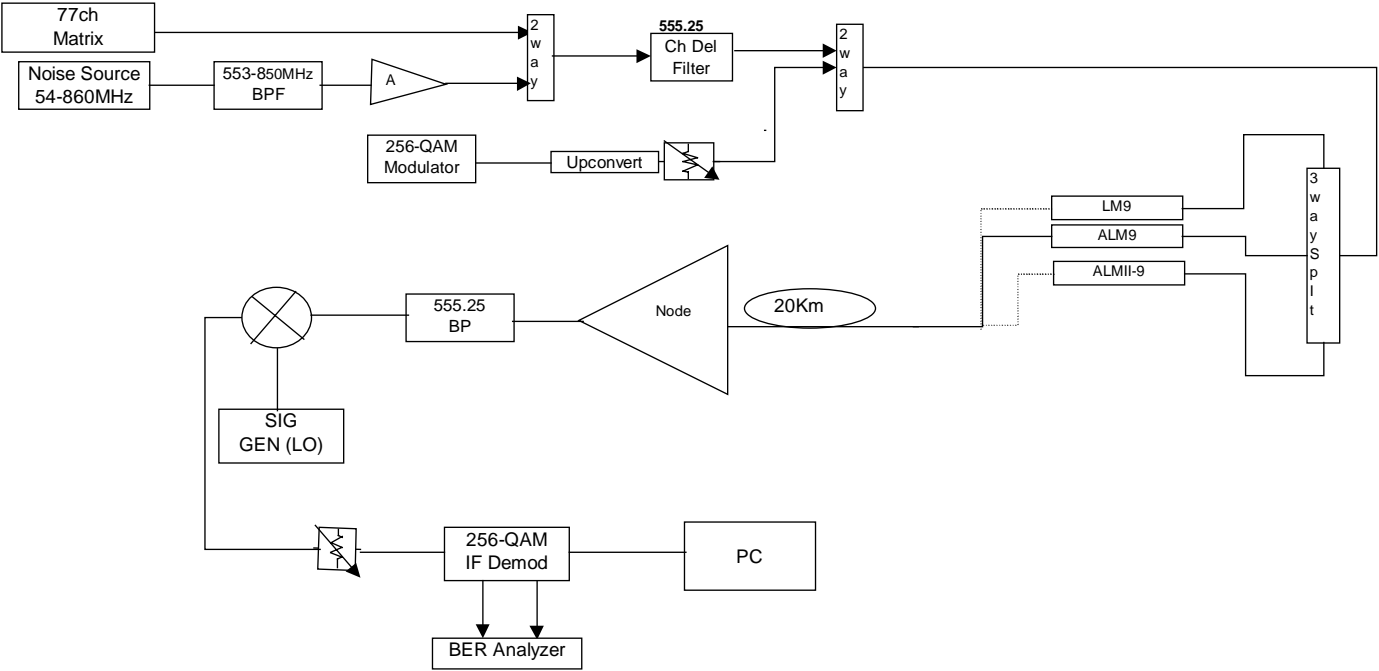 77ch
Matrix
Noise Source
54-860MHz
553-850MHz
BPF
A
2
w
a
y
555.25
Ch Del
Filter
2
w
a
y
256-QAM
Modulator
Upconvert
LM9
ALM9
ALMII-9
3
w
a
y
S
p
l
t
20Km
Node
555.25
BP
SIG
GEN (LO)
256-QAM
IF Demod
PC
BER Analyzer